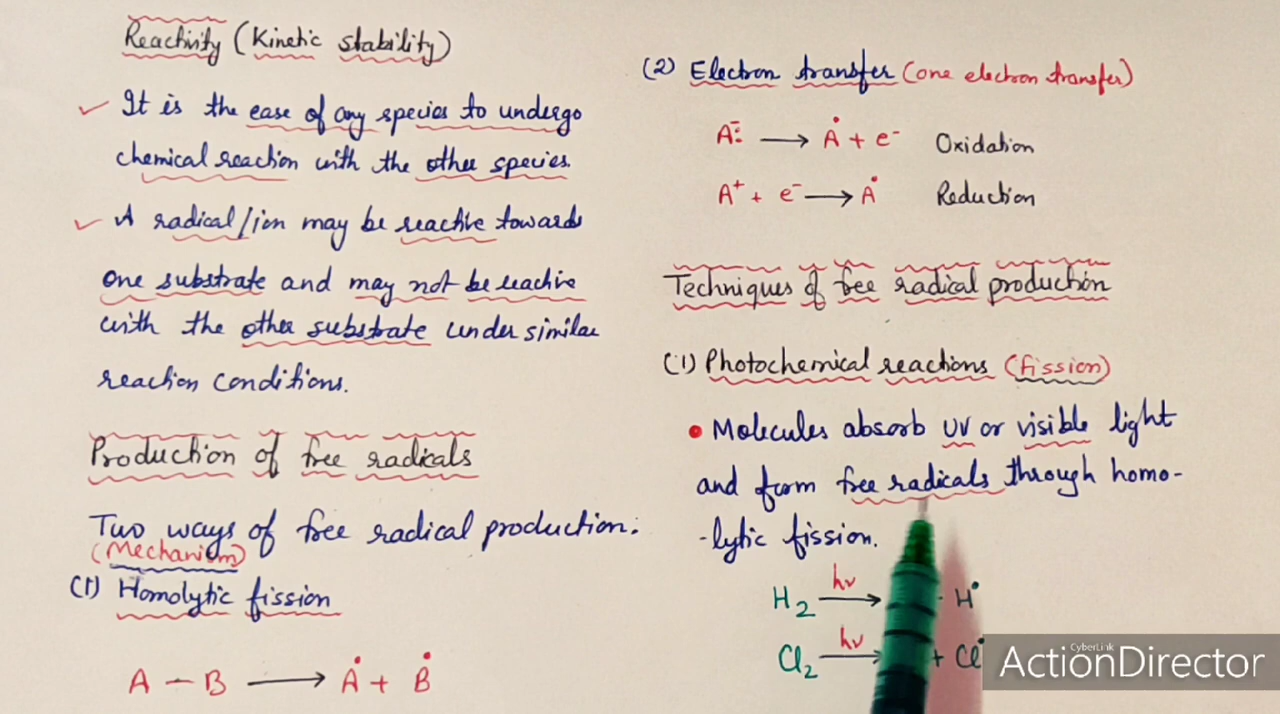 Reactivity (Kinetic stability)
✓ It is the ease of any species to undergo
chemical reaction with the other species.
✓ A radical/ion may be reactive towards
one substrate and may not be reactive
with the other substrate under similar
reaction conditions.
Production of free radicals
Two ways of free radical production:
(Mechanism)
(1) Homolytic fission
A – B ⟶ A• + B•
(2) Electron transfer (one electron transfer)
A:⁻ ⟶ A• + e⁻ Oxidation
A⁺ + e⁻ ⟶ A• Reduction
Techniques of free radical production
(1) Photochemical reactions (fission)
• Molecules absorb UV or visible light
and form free radicals through homo-
-lytic fission.
H₂ hν⟶ H•
Cl₂ hν⟶ + Cl•
CyberLink
ActionDirector